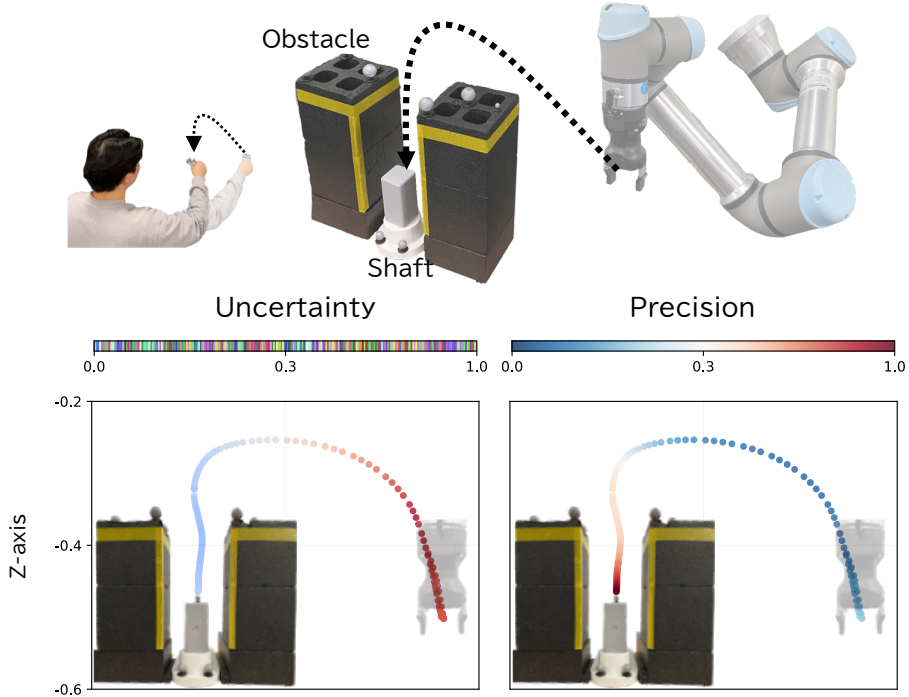 Obstacle
Shaft
Uncertainty
Precision
0.0 0.3 1.0
0.0 0.3 1.0
-0.2
-0.4
-0.6
Z-axis